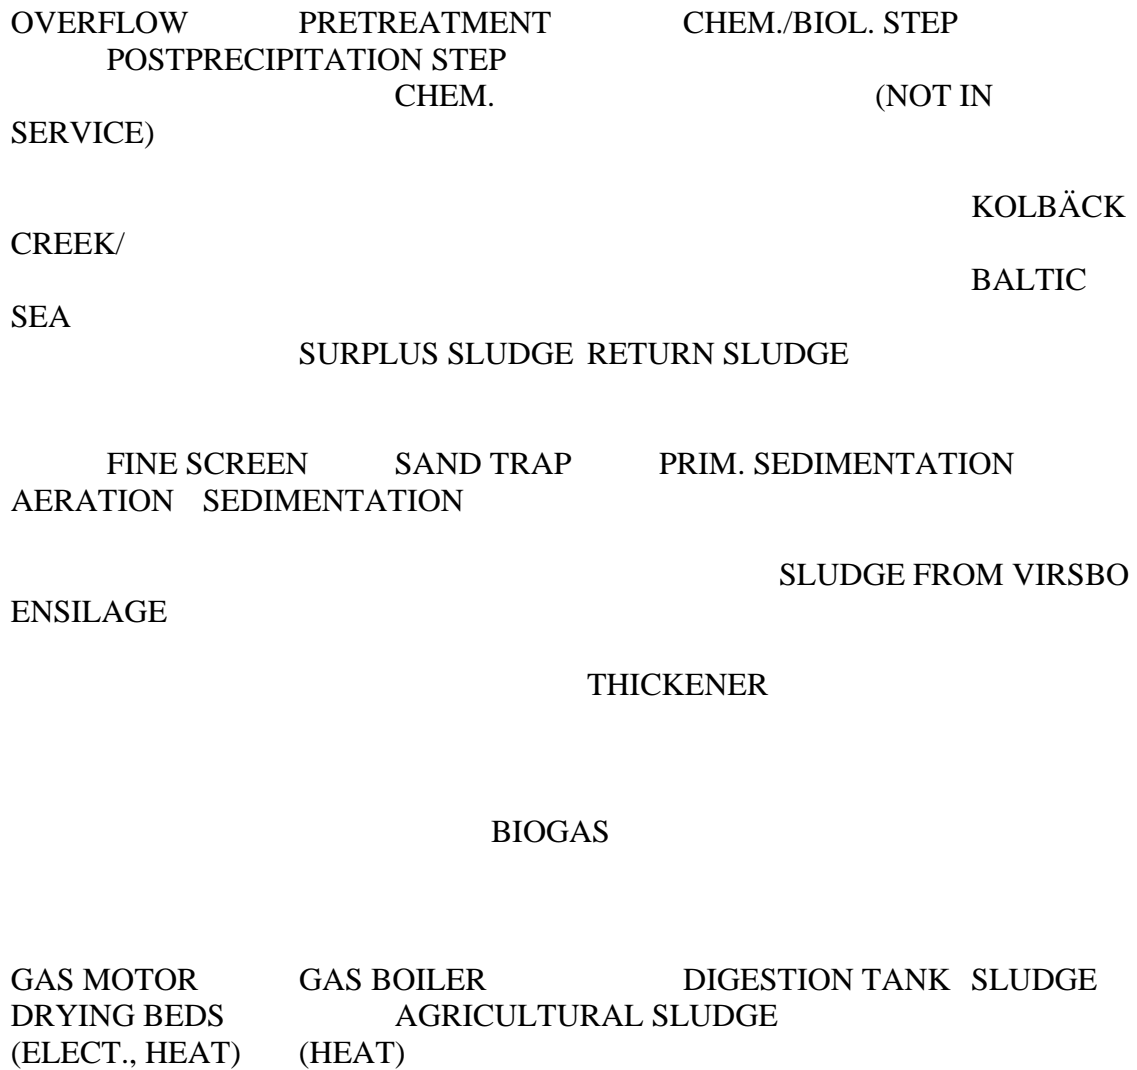 OVERFLOW PRETREATMENT CHEM./BIOL. STEP
POSTPRECIPITATION STEP
CHEM. (NOT IN
SERVICE)
KOLBÄCK
CREEK/
BALTIC
SEA
SURPLUS SLUDGE RETURN SLUDGE
FINE SCREEN SAND TRAP PRIM. SEDIMENTATION
AERATION SEDIMENTATION
SLUDGE FROM VIRSBO
ENSILAGE
THICKENER
BIOGAS
GAS MOTOR GAS BOILER DIGESTION TANK SLUDGE
DRYING BEDS AGRICULTURAL SLUDGE
(ELECT., HEAT) (HEAT)